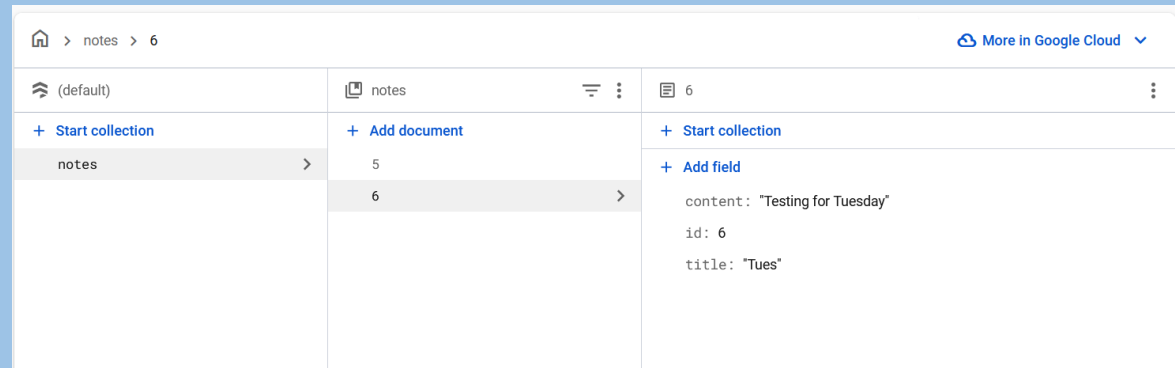 notes > 6
More in Google Cloud
(default)
notes
6
+ Start collection
+ Add document
+ Start collection
notes
5
+ Add field
6
content: "Testing for Tuesday"
id: 6
title: "Tues"